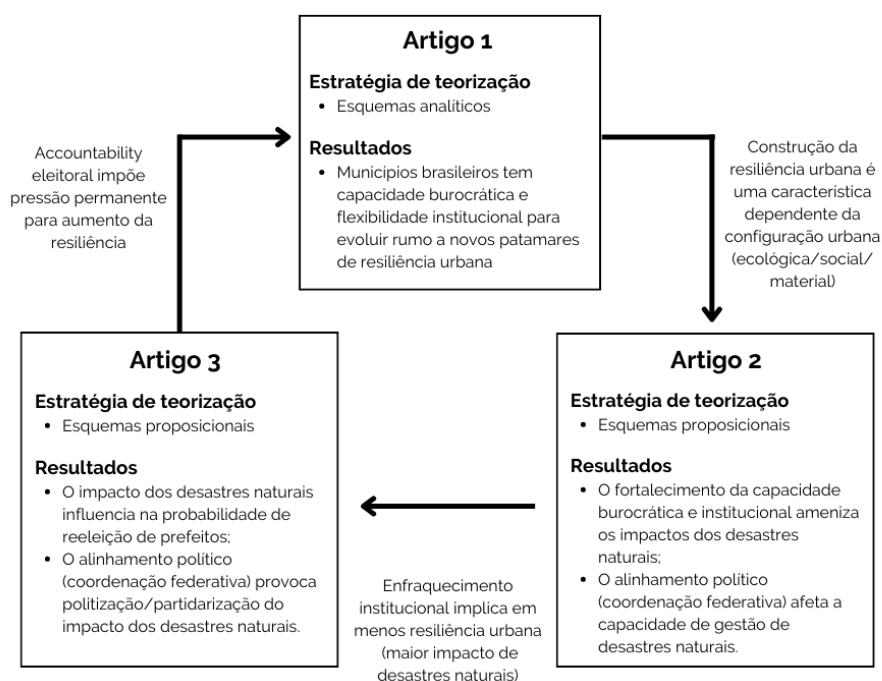 Artigo 1
Estratégia de teorização
• Esquemas analíticos
Resultados
• Municípios brasileiros tem
capacidade burocrática e
flexibilidade institucional para
evoluir rumo a novos patamares
de resiliência urbana
Accountability
eleitoral impõe
pressão permanente
para aumento da
resiliência
Construção da
resiliência urbana é
uma característica
dependente da
configuração urbana
(ecológica/social/
material)
Artigo 2
Estratégia de teorização
• Esquemas proposicionais
Resultados
• O fortalecimento da capacidade
burocrática e institucional ameniza
os impactos dos desastres
naturais;
• O alinhamento político
(coordenação federativa) afeta a
capacidade de gestão de
desastres naturais.
Enfraquecimento
institucional implica em
menos resiliência urbana
(maior impacto de
desastres naturais)
Artigo 3
Estratégia de teorização
• Esquemas proposicionais
Resultados
• O impacto dos desastres naturais
influencia na probabilidade de
reeleição de prefeitos;
• O alinhamento político
(coordenação federativa) provoca
politização/partidarização do
impacto dos desastres naturais.